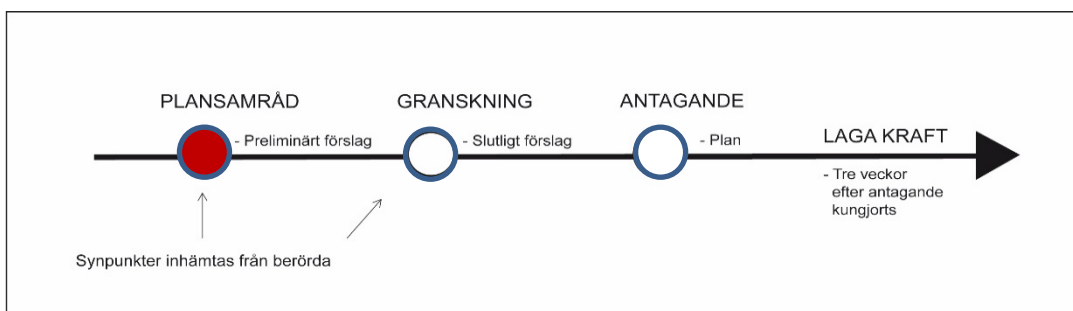 PLANSAMRÅD
GRANSKNING
ANTAGANDE
LAGA KRAFT
- Preliminärt förslag
- Slutligt förslag
- Plan
- Tre veckor
efter antagande
kungjorts
Synpunkter inhämtas från berörda